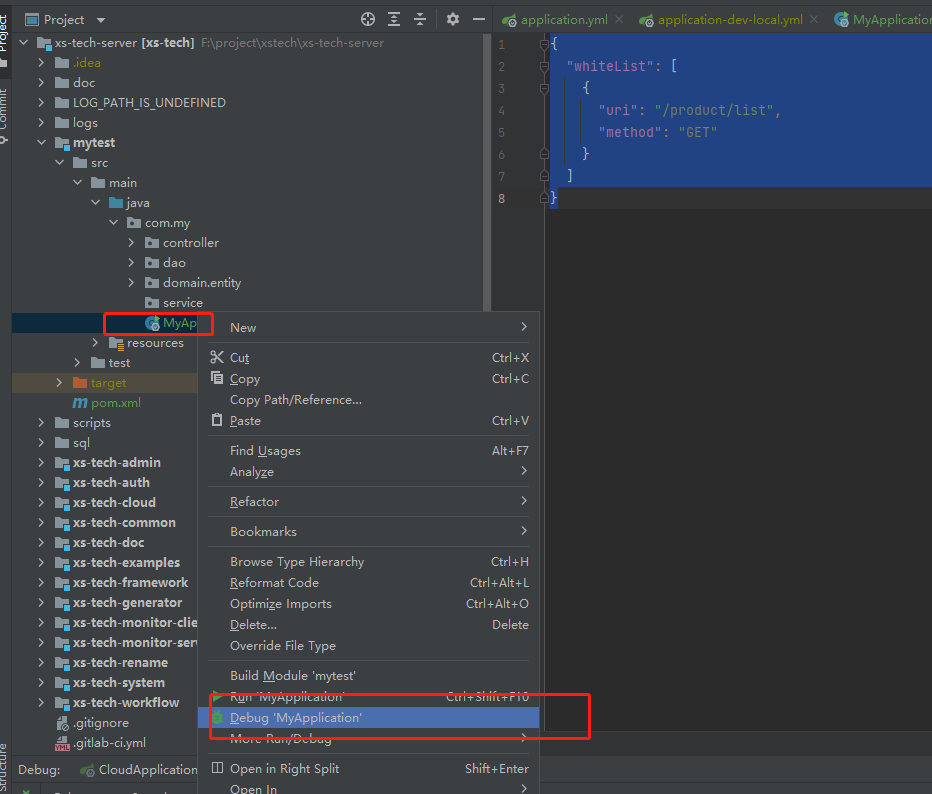 Project
application.yml
application-dev-local.yml
MyApplication
Project
Commit
Structure
xs-tech-server [xs-tech] F:\project\xstech\xs-tech-server
.idea
doc
LOG_PATH_IS_UNDEFINED
logs
mytest
src
main
java
com.my
controller
dao
domain.entity
service
MyAp
resources
test
target
pom.xml
scripts
sql
xs-tech-admin
xs-tech-auth
xs-tech-cloud
xs-tech-common
xs-tech-doc
xs-tech-examples
xs-tech-framework
xs-tech-generator
xs-tech-monitor-clie
xs-tech-monitor-serv
xs-tech-rename
xs-tech-system
xs-tech-workflow
.gitignore
.gitlab-ci.yml
Debug: CloudApplication
1 {
2 "whiteList": [
3 {
4 "uri": "/product/list",
5 "method": "GET"
6 }
7 ]
8 }
New
Cut Ctrl+X
Copy Ctrl+C
Copy Path/Reference...
Paste Ctrl+V
Find Usages Alt+F7
Analyze
Refactor
Bookmarks
Browse Type Hierarchy Ctrl+H
Reformat Code Ctrl+Alt+L
Optimize Imports Ctrl+Alt+O
Delete... Delete
Override File Type
Build Module 'mytest'
Run 'MyApplication' Ctrl+Shift+F10
Debug 'MyApplication'
More Run/Debug
Open in Right Split Shift+Enter
Open In